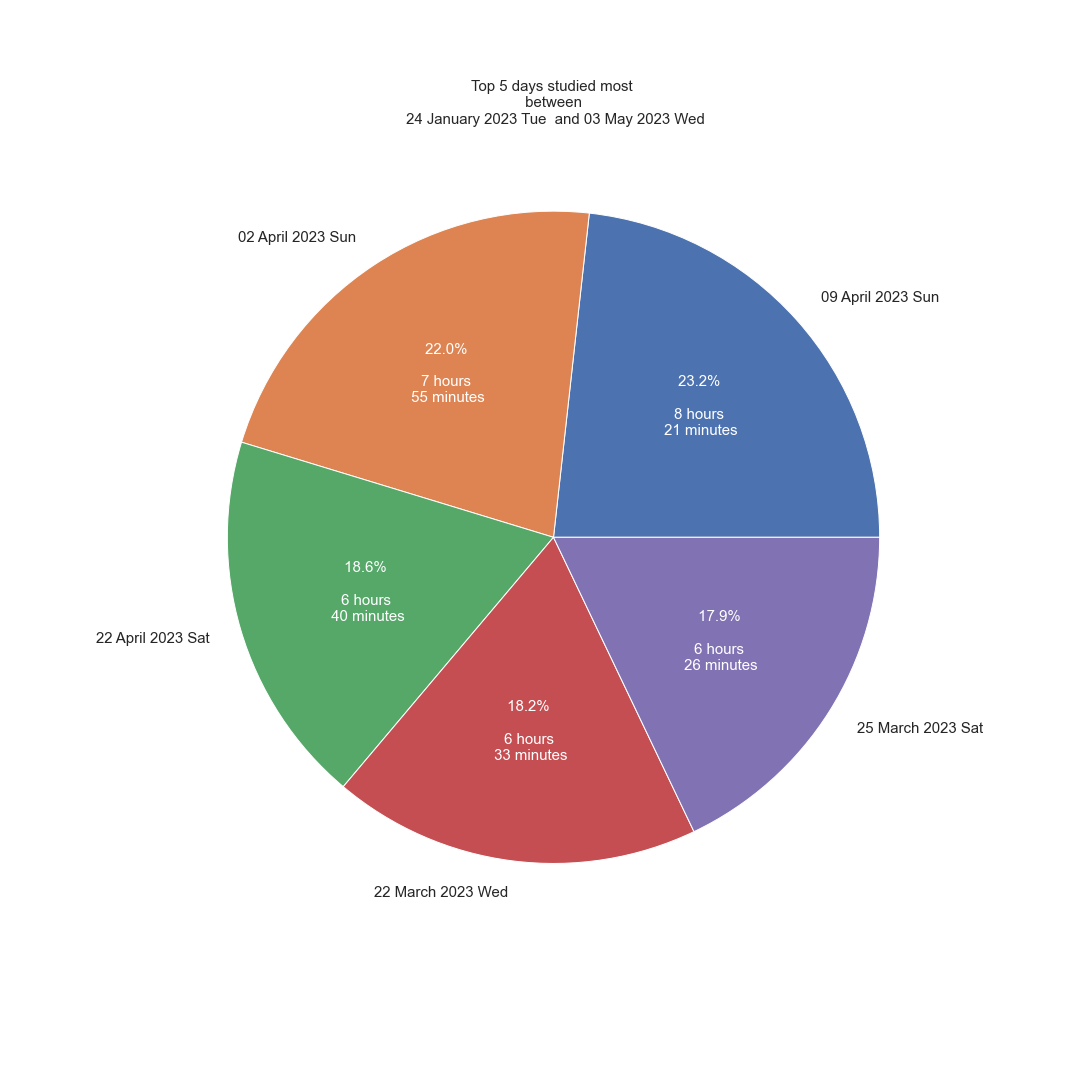 Top 5 days studied most
between
24 January 2023 Tue  and 03 May 2023 Wed
02 April 2023 Sun
09 April 2023 Sun
22.0%
7 hours
55 minutes
23.2%
8 hours
21 minutes
18.6%
6 hours
40 minutes
17.9%
6 hours
26 minutes
22 April 2023 Sat
18.2%
6 hours
33 minutes
25 March 2023 Sat
22 March 2023 Wed